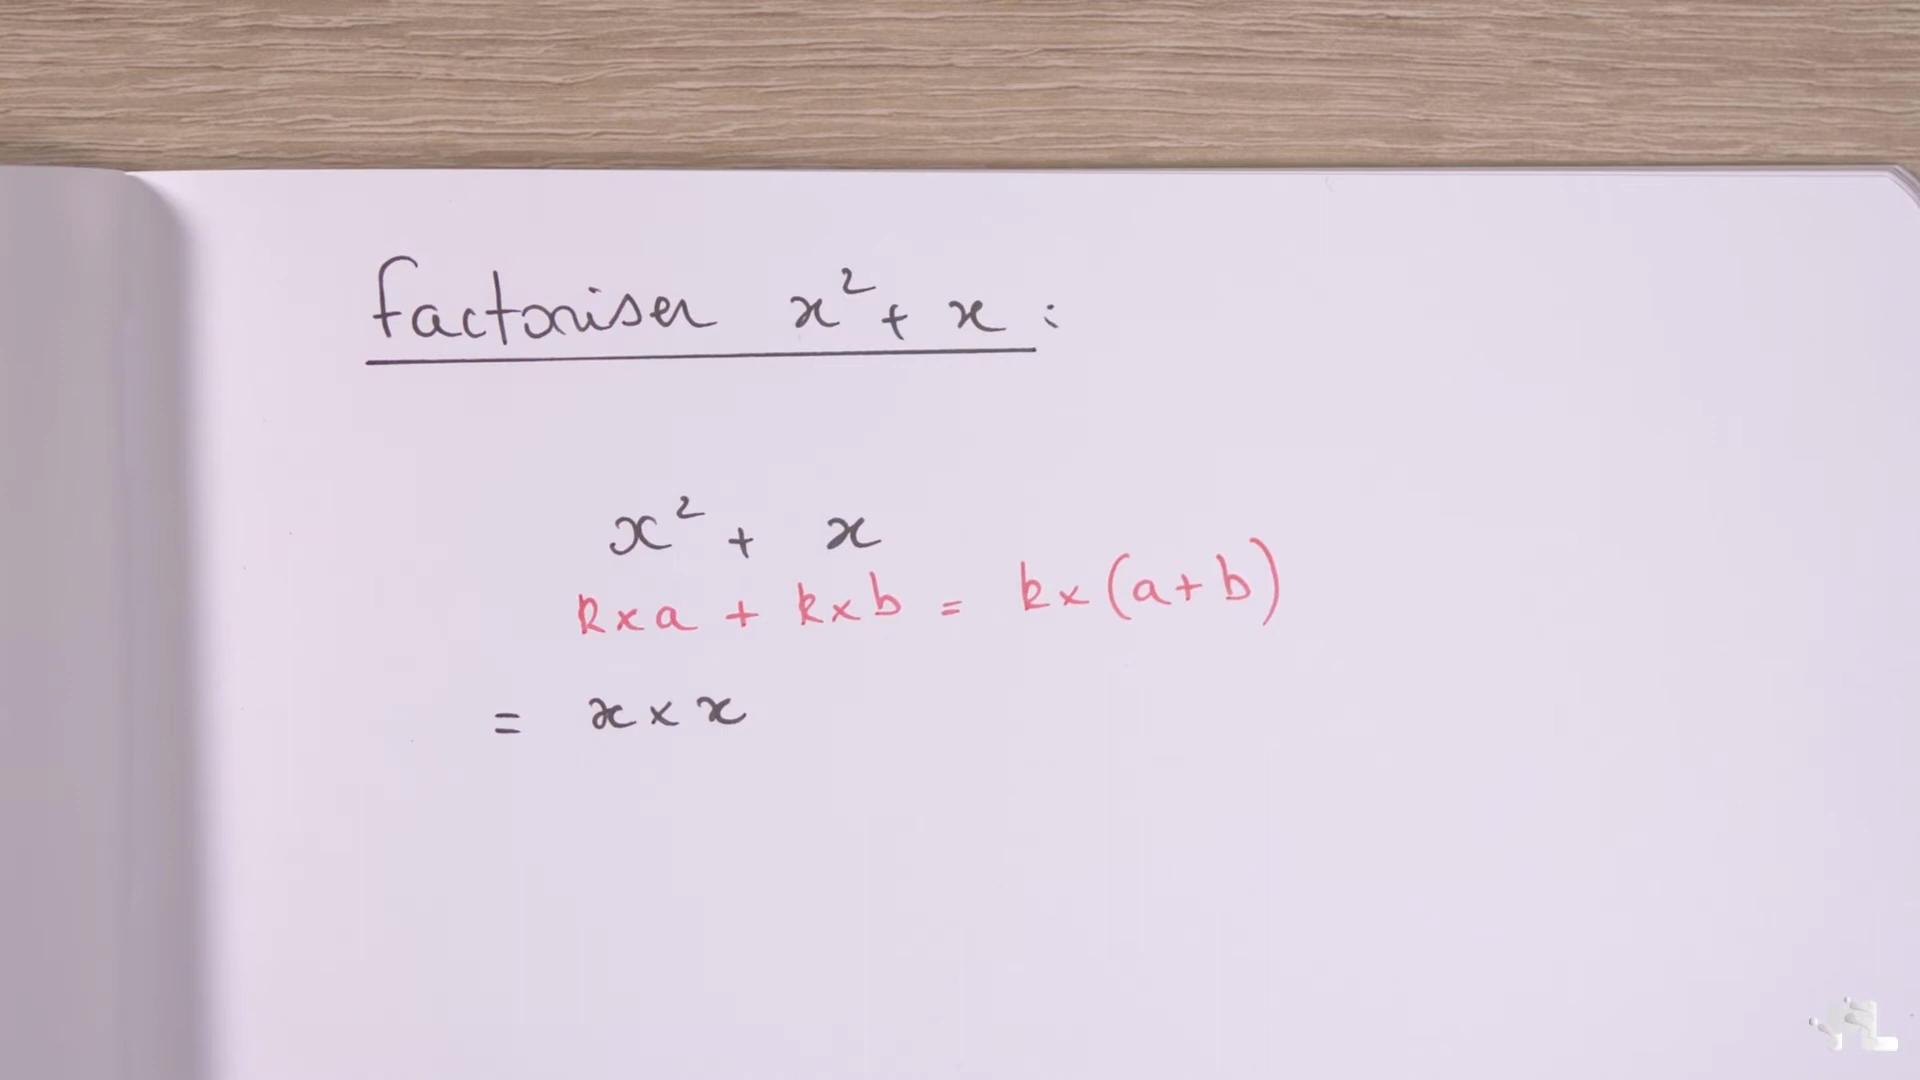 Factoriser x² + x :
x² + x
k×a + k×b = k×(a+b)
= x × x